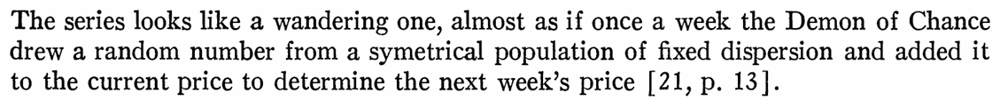 The series looks like a wandering one, almost as if once a week the Demon of Chance
drew a random number from a symetrical population of fixed dispersion and added it
to the current price to determine the next week's price [21, p. 13].